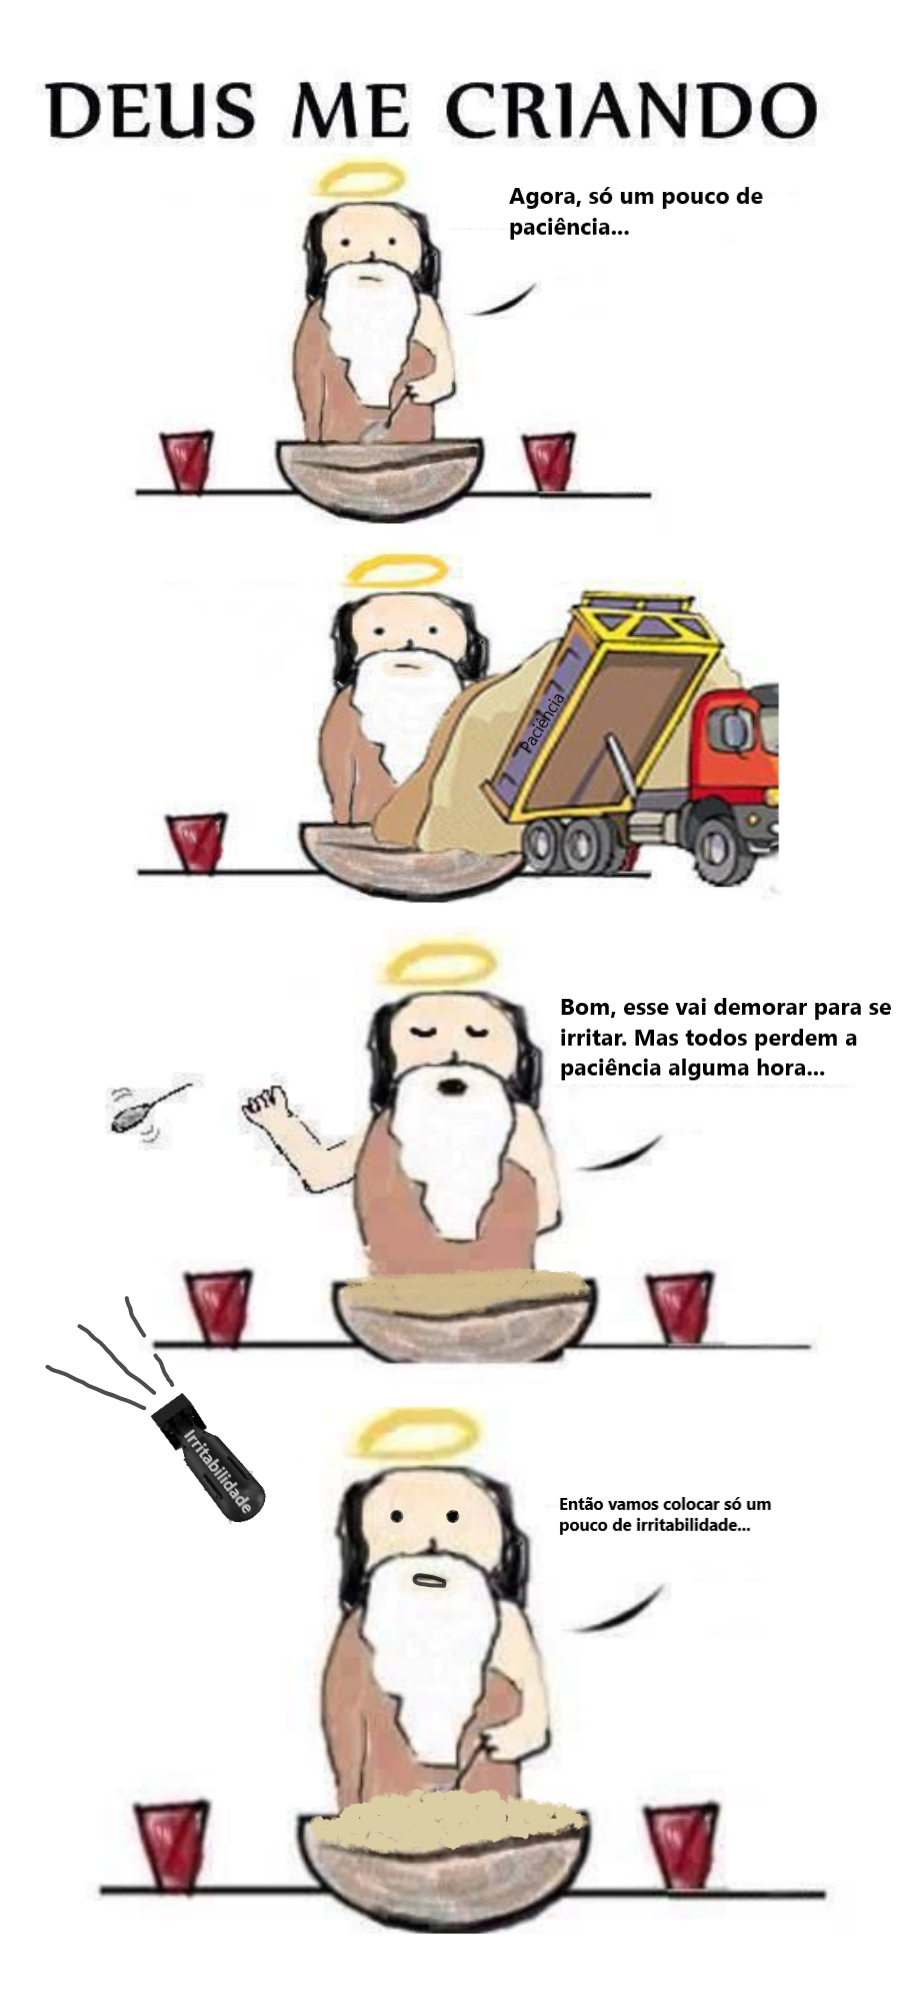 DEUS ME CRIANDO
Agora, só um pouco de
paciência...
Paciência
Bom, esse vai demorar para se
irritar. Mas todos perdem a
paciência alguma hora...
Irritabilidade
Então vamos colocar só um
pouco de irritabilidade...